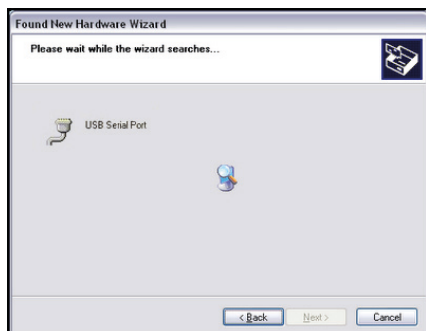 Found New Hardware Wizard
Please wait while the wizard searches...
USB Serial Port
< Back
Next >
Cancel